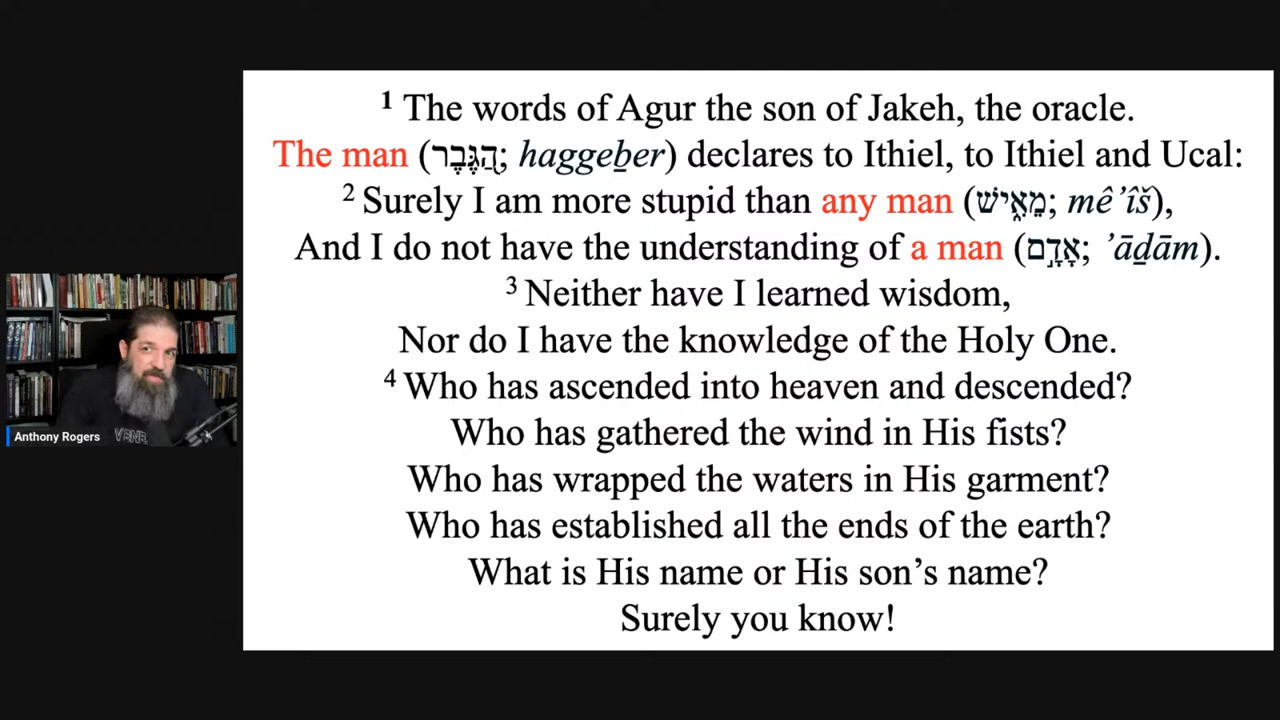 1 The words of Agur the son of Jakeh, the oracle.
The man (הַגֶּ֭בֶר; haggeḇer) declares to Ithiel, to Ithiel and Ucal:
2 Surely I am more stupid than any man (מֵאִ֑ישׁ; mê ’îš),
And I do not have the understanding of a man (אָדָ֣ם; ’āḏām).
3 Neither have I learned wisdom,
Nor do I have the knowledge of the Holy One.
4 Who has ascended into heaven and descended?
Who has gathered the wind in His fists?
Who has wrapped the waters in His garment?
Who has established all the ends of the earth?
What is His name or His son’s name?
Surely you know!
Anthony Rogers